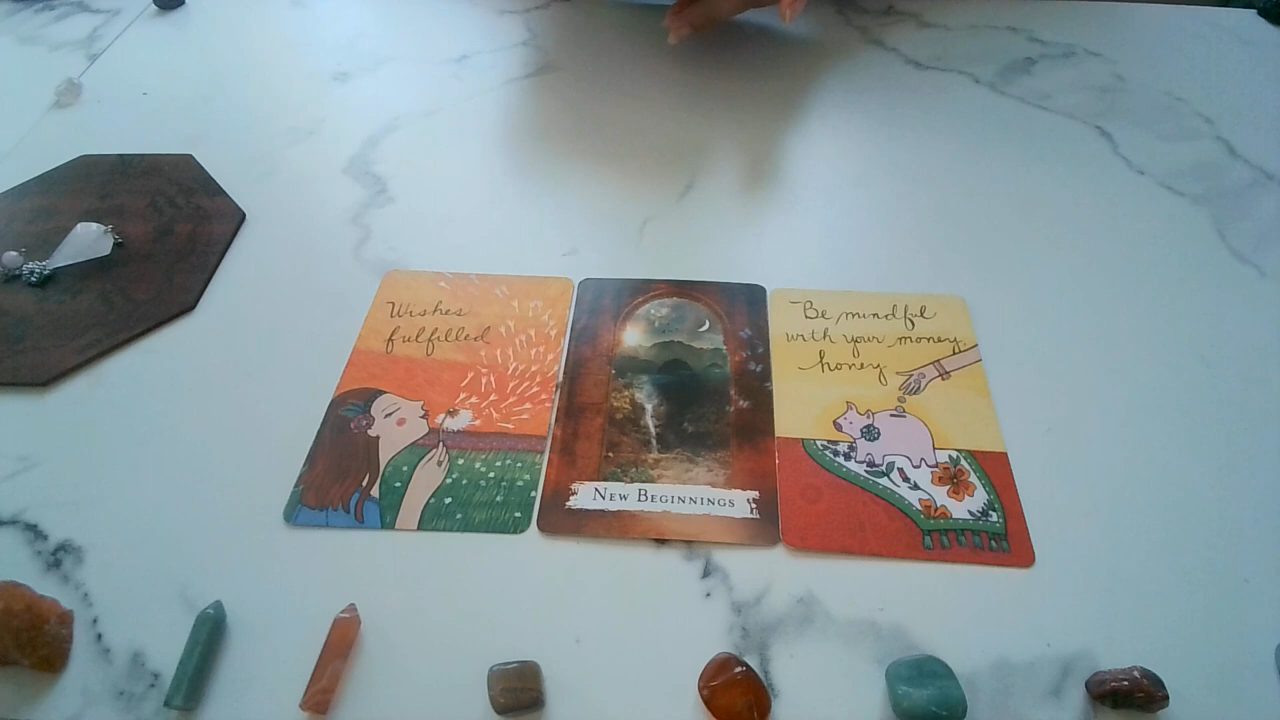 Wishes
fulfilled
New Beginnings
Be mindful
with your money,
honey